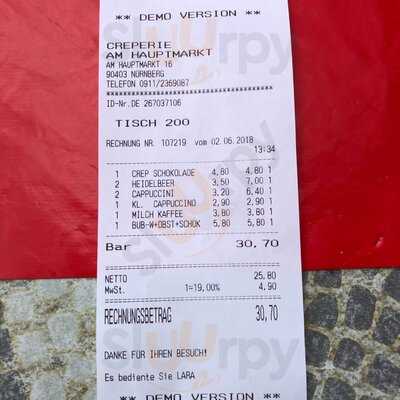 ** DEMO VERSION **
CREPERIE
AM HAUPTMARKT
AM HAUPTMARKT 16
90403 NÜRNBERG
TELEFON 0911/2369087
ID-Nr.DE 267037106
TISCH 200
RECHNUNG NR. 107219 vom 02.06.2018
13:34
1 CREP SCHOKOLADE 4,80 4,80 1
2 HEIDELBEER 3,50 7,00 1
2 CAPPUCCINI 3,20 6,40 1
1 KL. CAPPUCCINO 2,90 2,90 1
1 MILCH KAFFEE 3,80 3,80 1
1 BUB-W+OBST+SCHOK 5,80 5,80 1
Bar 30,70
NETTO 25,80
MwSt. 1=19,00% 4,90
RECHNUNGSBETRAG 30,70
DANKE FÜR IHREN BESUCH!
Es bediente Sie LARA
** DEMO VERSION **
Sluurpy